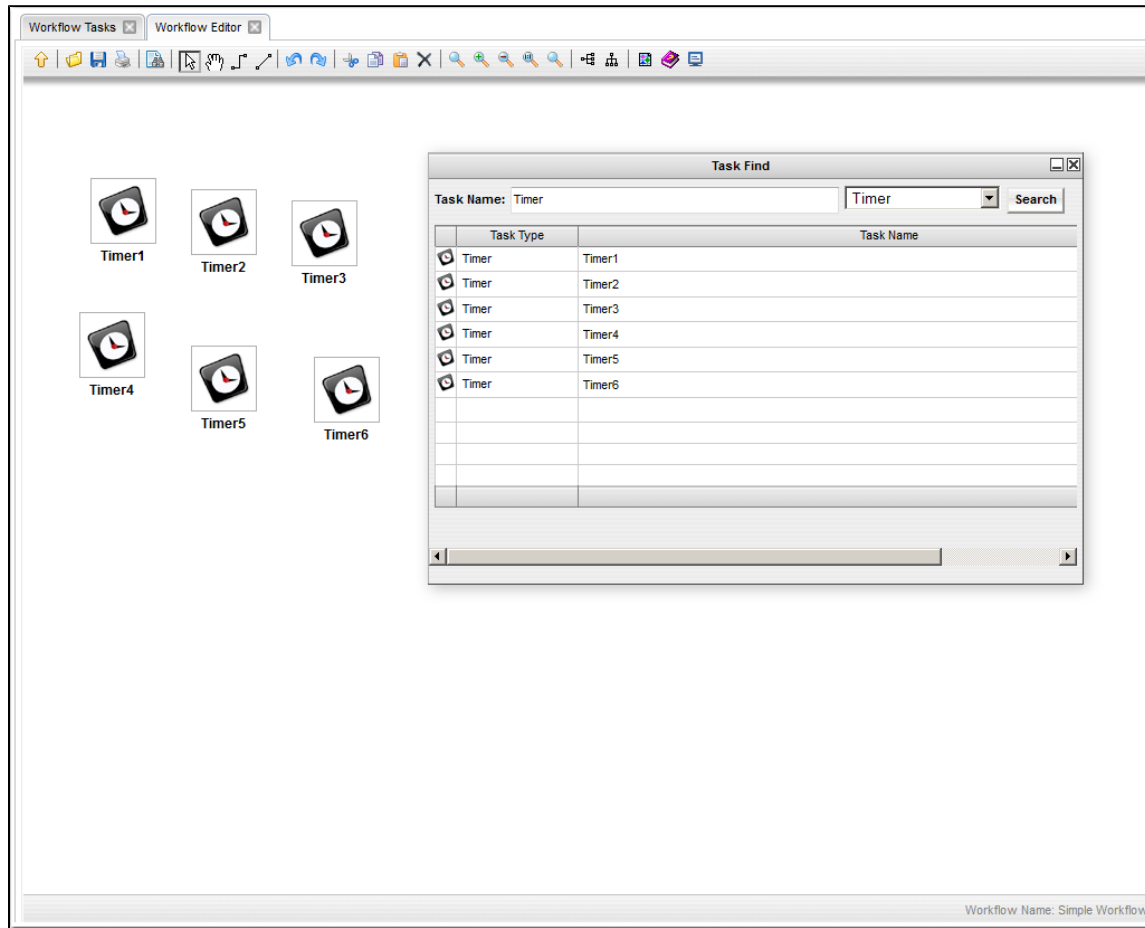 Workflow Tasks Workflow Editor
Task Find
Task Name: Timer Timer Search
Task Type Task Name
Timer Timer1
Timer Timer2
Timer Timer3
Timer Timer4
Timer Timer5
Timer Timer6
Timer1
Timer2
Timer3
Timer4
Timer5
Timer6
Workflow Name: Simple Workflow